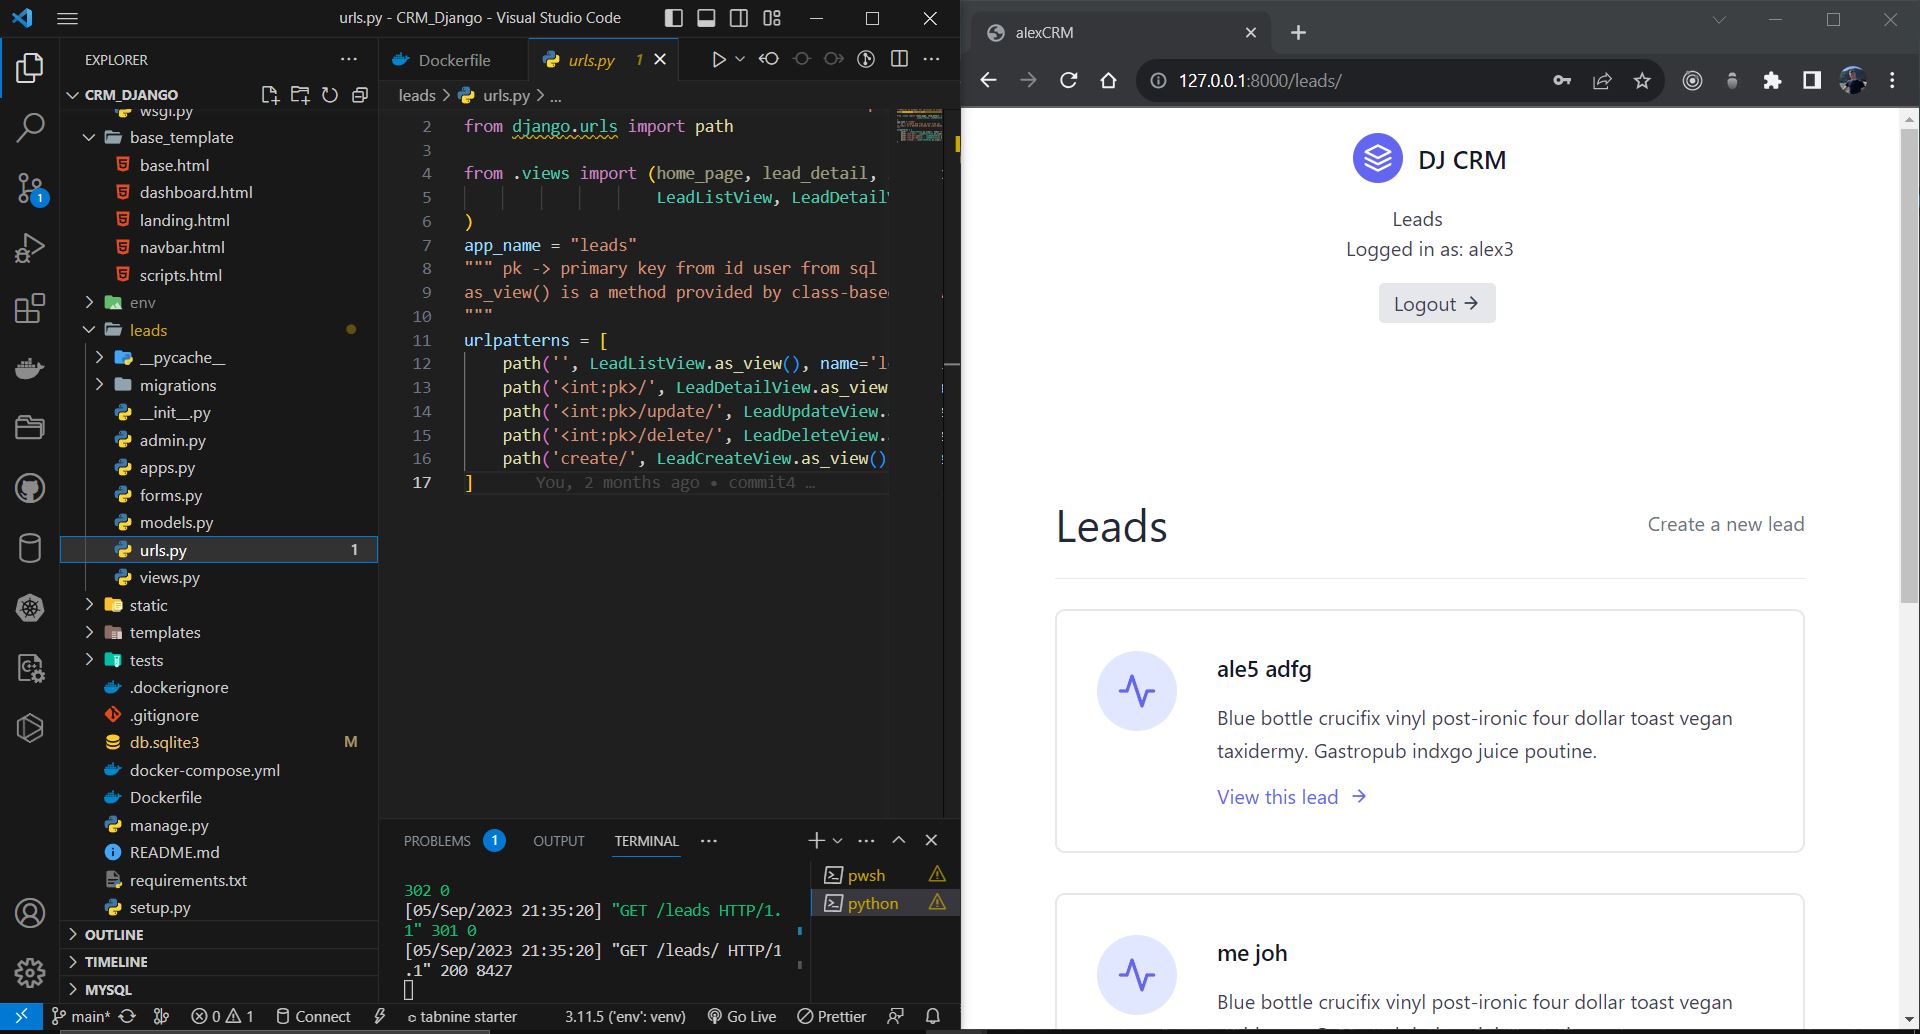 urls.py - CRM_Django - Visual Studio Code
EXPLORER
CRM_DJANGO
wsgi.py
base_template
base.html
dashboard.html
landing.html
navbar.html
scripts.html
env
leads
__pycache__
migrations
__init__.py
admin.py
apps.py
forms.py
models.py
urls.py 1
views.py
static
templates
tests
.dockerignore
.gitignore
db.sqlite3 M
docker-compose.yml
Dockerfile
manage.py
README.md
requirements.txt
setup.py
OUTLINE
TIMELINE
MYSQL
1
Dockerfile
urls.py 1
leads > urls.py > ...
2 from django.urls import path
3
4 from .views import (home_page, lead_detail,
5 LeadListView, LeadDetailV
6 )
7 app_name = "leads"
8 """ pk -> primary key from id user from sql
9 as_view() is a method provided by class-based
10 """
11 urlpatterns = [
12 path('', LeadListView.as_view(), name='l
13 path('<int:pk>/', LeadDetailView.as_view
14 path('<int:pk>/update/', LeadUpdateView.
15 path('<int:pk>/delete/', LeadDeleteView.
16 path('create/', LeadCreateView.as_view()
17 ] You, 2 months ago • commit4 …
PROBLEMS 1 OUTPUT TERMINAL
302 0
[05/Sep/2023 21:35:20] "GET /leads HTTP/1.
1" 301 0
[05/Sep/2023 21:35:20] "GET /leads/ HTTP/1
.1" 200 8427
pwsh
python
main* 0 1 Connect tabnine starter 3.11.5 ('env': venv) Go Live Prettier
alexCRM
127.0.0.1:8000/leads/
DJ CRM
Leads
Logged in as: alex3
Logout →
Leads
Create a new lead
ale5 adfg
Blue bottle crucifix vinyl post-ironic four dollar toast vegan
taxidermy. Gastropub indxgo juice poutine.
View this lead →
me joh
Blue bottle crucifix vinyl post-ironic four dollar toast vegan